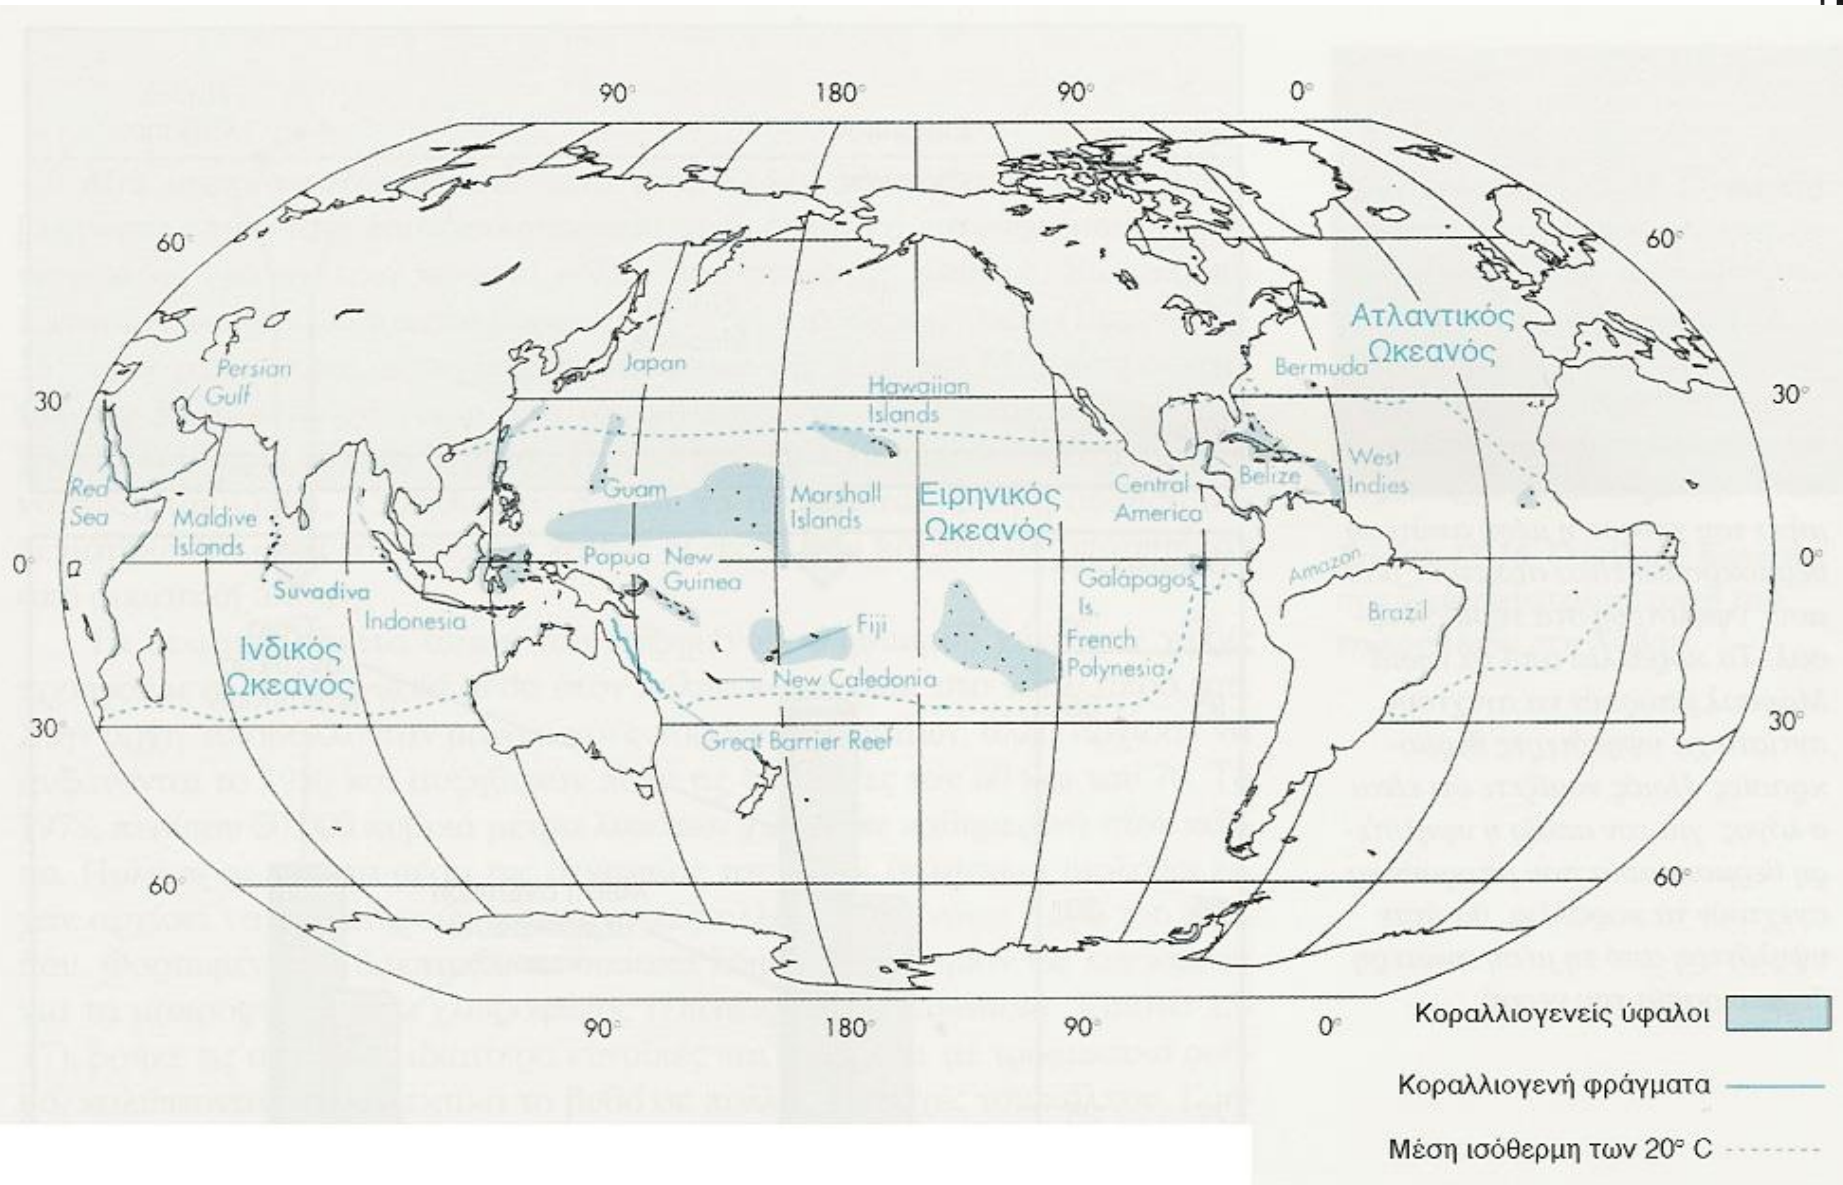 90° 180° 90° 0°
60° 60°
Ατλαντικός
Ωκεανός
Japan
Persian
Gulf
Bermuda
Hawaiian
Islands
30° 30°
West
Indies
Red
Sea
Maldive
Islands
Guam
Marshall
Islands
Ειρηνικός
Ωκεανός
Central
America
Belize
0° 0°
Papua New
Guinea
Suvadiva
Indonesia
Galápagos
Is.
Amazon
Brazil
Fiji
French
Polynesia
Ινδικός
Ωκεανός
New Caledonia
30° 30°
Great Barrier Reef
60° 60°
90° 180° 90° 0°
Κοραλλιογενείς ύφαλοι
Κοραλλιογενή φράγματα
Μέση ισόθερμη των 20° C